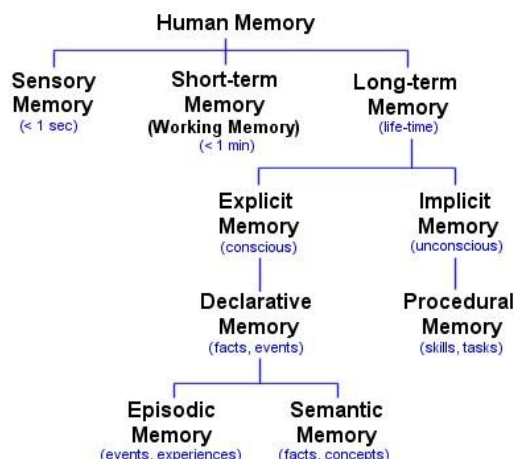 Human Memory
Sensory
Memory
(< 1 sec)
Short-term
Memory
(Working Memory)
(< 1 min)
Long-term
Memory
(life-time)
Explicit
Memory
(conscious)
Implicit
Memory
(unconscious)
Declarative
Memory
(facts, events)
Procedural
Memory
(skills, tasks)
Episodic
Memory
(events, experiences)
Semantic
Memory
(facts, concepts)